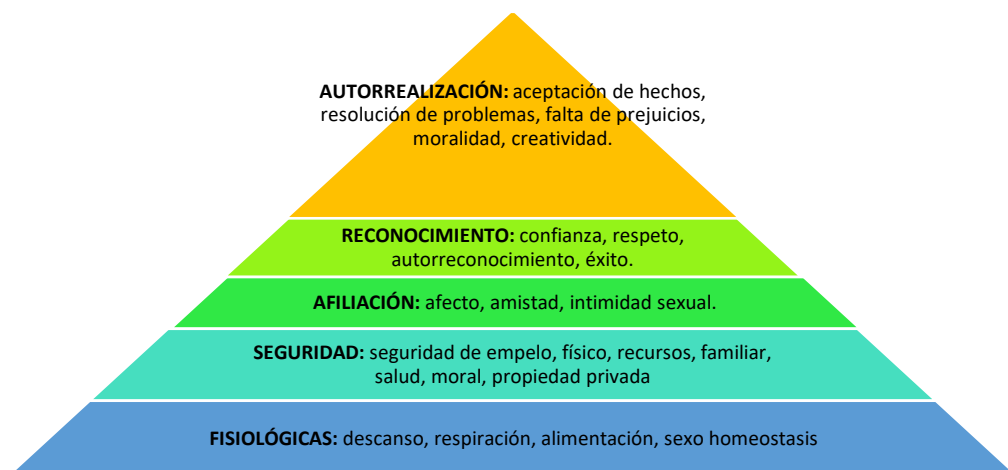 AUTORREALIZACIÓN: aceptación de hechos,
resolución de problemas, falta de prejuicios,
moralidad, creatividad.
RECONOCIMIENTO: confianza, respeto,
autorreconocimiento, éxito.
AFILIACIÓN: afecto, amistad, intimidad sexual.
SEGURIDAD: seguridad de empelo, físico, recursos, familiar,
salud, moral, propiedad privada
FISIOLÓGICAS: descanso, respiración, alimentación, sexo homeostasis